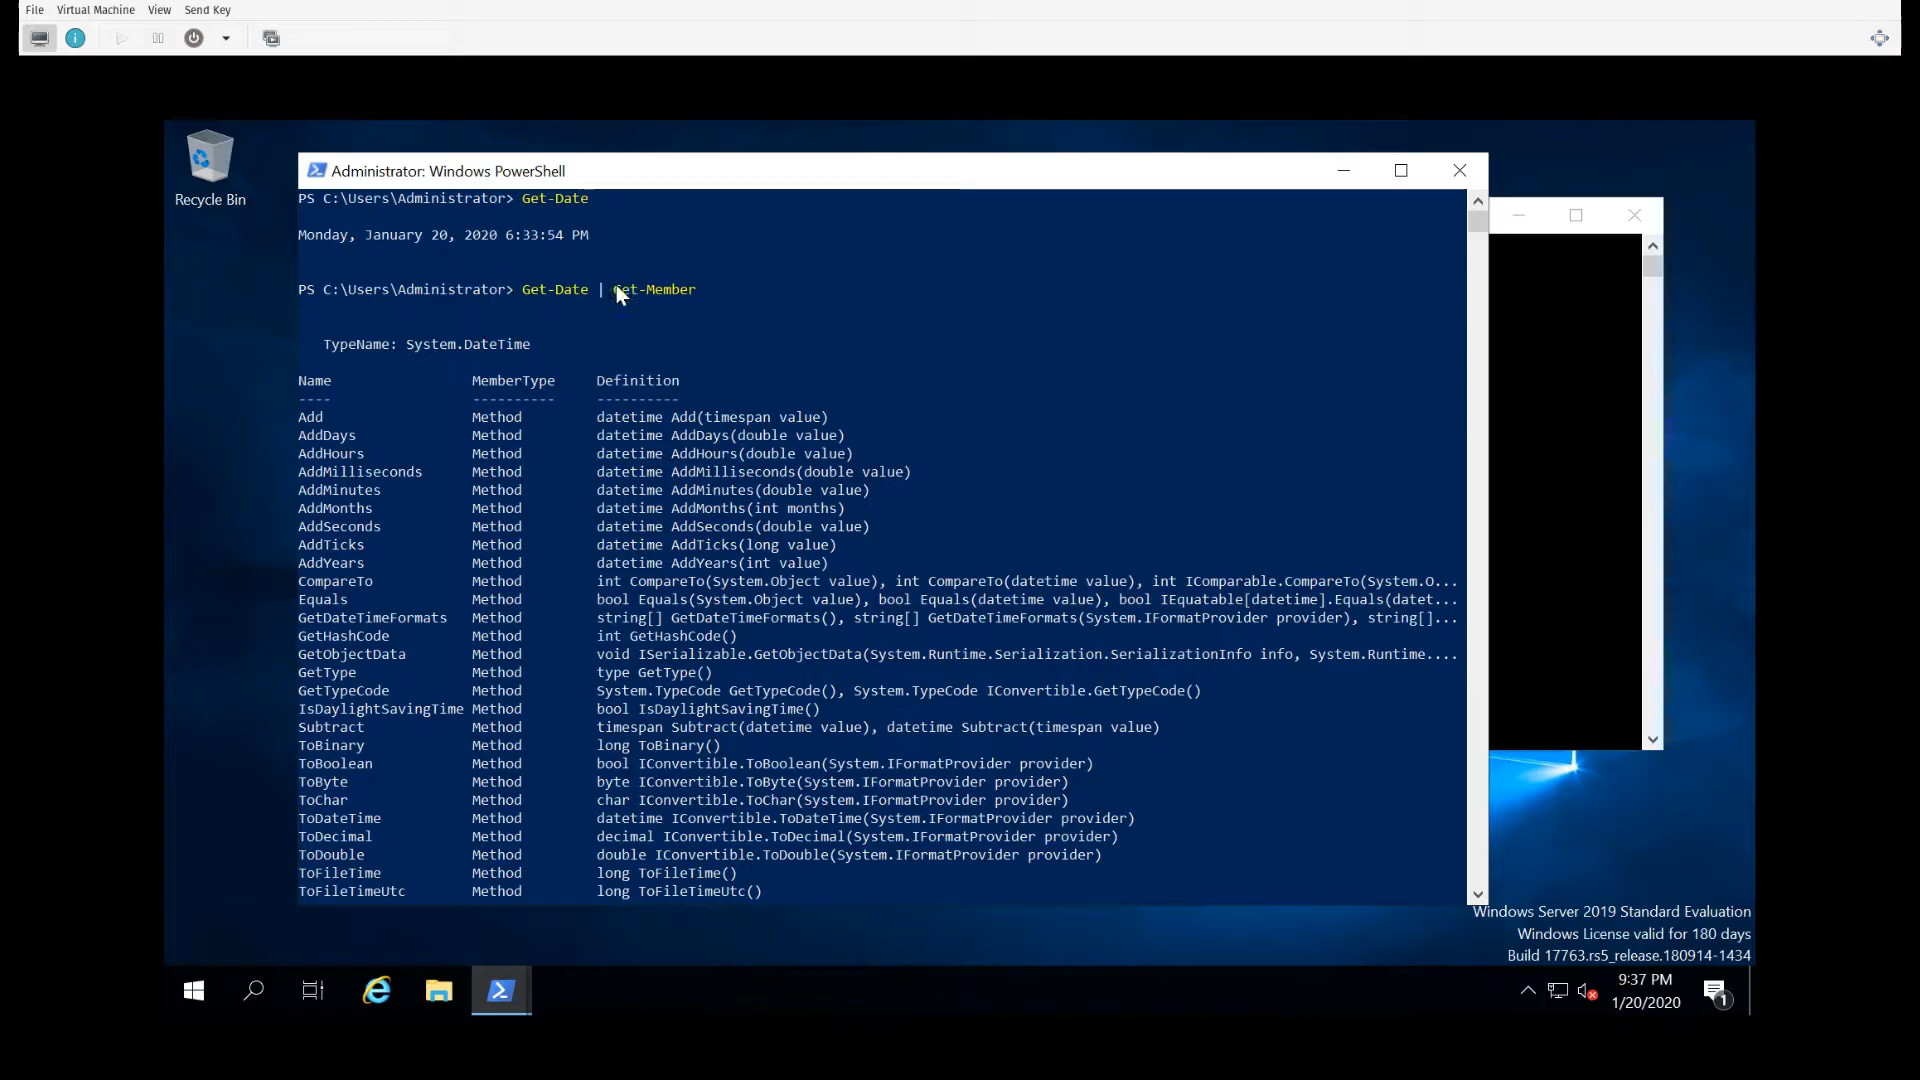 File Virtual Machine View Send Key
Recycle Bin
Administrator: Windows PowerShell
PS C:\Users\Administrator> Get-Date
Monday, January 20, 2020 6:33:54 PM
PS C:\Users\Administrator> Get-Date | Get-Member
TypeName: System.DateTime
Name MemberType Definition
---- ---------- ----------
Add Method datetime Add(timespan value)
AddDays Method datetime AddDays(double value)
AddHours Method datetime AddHours(double value)
AddMilliseconds Method datetime AddMilliseconds(double value)
AddMinutes Method datetime AddMinutes(double value)
AddMonths Method datetime AddMonths(int months)
AddSeconds Method datetime AddSeconds(double value)
AddTicks Method datetime AddTicks(long value)
AddYears Method datetime AddYears(int value)
CompareTo Method int CompareTo(System.Object value), int CompareTo(datetime value), int IComparable.CompareTo(System.O...
Equals Method bool Equals(System.Object value), bool Equals(datetime value), bool IEquatable[datetime].Equals(datet...
GetDateTimeFormats Method string[] GetDateTimeFormats(), string[] GetDateTimeFormats(System.IFormatProvider provider), string[]...
GetHashCode Method int GetHashCode()
GetObjectData Method void ISerializable.GetObjectData(System.Runtime.Serialization.SerializationInfo info, System.Runtime....
GetType Method type GetType()
GetTypeCode Method System.TypeCode GetTypeCode(), System.TypeCode IConvertible.GetTypeCode()
IsDaylightSavingTime Method bool IsDaylightSavingTime()
Subtract Method timespan Subtract(datetime value), datetime Subtract(timespan value)
ToBinary Method long ToBinary()
ToBoolean Method bool IConvertible.ToBoolean(System.IFormatProvider provider)
ToByte Method byte IConvertible.ToByte(System.IFormatProvider provider)
ToChar Method char IConvertible.ToChar(System.IFormatProvider provider)
ToDateTime Method datetime IConvertible.ToDateTime(System.IFormatProvider provider)
ToDecimal Method decimal IConvertible.ToDecimal(System.IFormatProvider provider)
ToDouble Method double IConvertible.ToDouble(System.IFormatProvider provider)
ToFileTime Method long ToFileTime()
ToFileTimeUtc Method long ToFileTimeUtc()
Windows Server 2019 Standard Evaluation
Windows License valid for 180 days
Build 17763.rs5_release.180914-1434
9:37 PM
1/20/2020
1